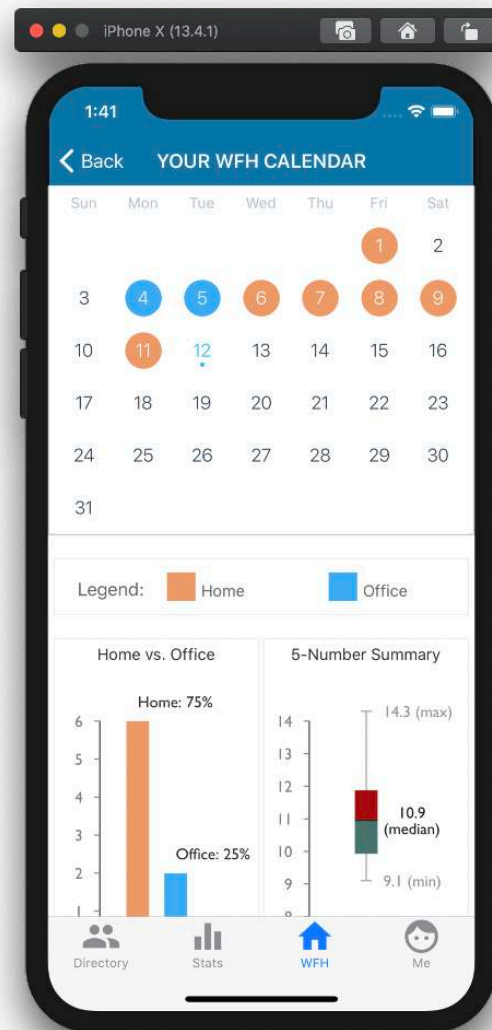 iPhone X (13.4.1)
1:41
Back YOUR WFH CALENDAR
Sun Mon Tue Wed Thu Fri Sat
1 2
3 4 5 6 7 8 9
10 11 12 13 14 15 16
17 18 19 20 21 22 23
24 25 26 27 28 29 30
31
Legend: Home Office
Home vs. Office
Home: 75%
6
5
4
3
Office: 25%
2
1
5-Number Summary
14.3 (max)
14
13
12
11
10.9
(median)
10
9.1 (min)
9
Directory Stats WFH Me